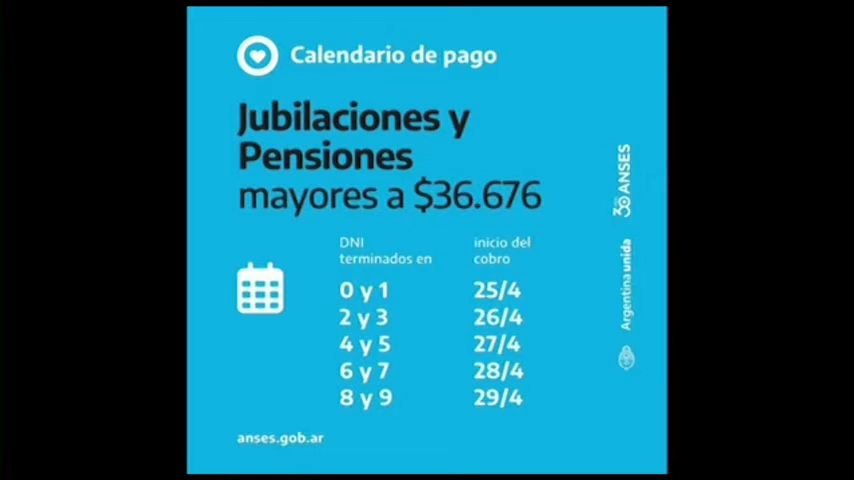 Calendario de pago
Jubilaciones y
Pensiones
mayores a $36.676
DNI
terminados en
inicio del
cobro
0 y 1 25/4
2 y 3 26/4
4 y 5 27/4
6 y 7 28/4
8 y 9 29/4
anses.gob.ar
30 ANSES
Argentina unida